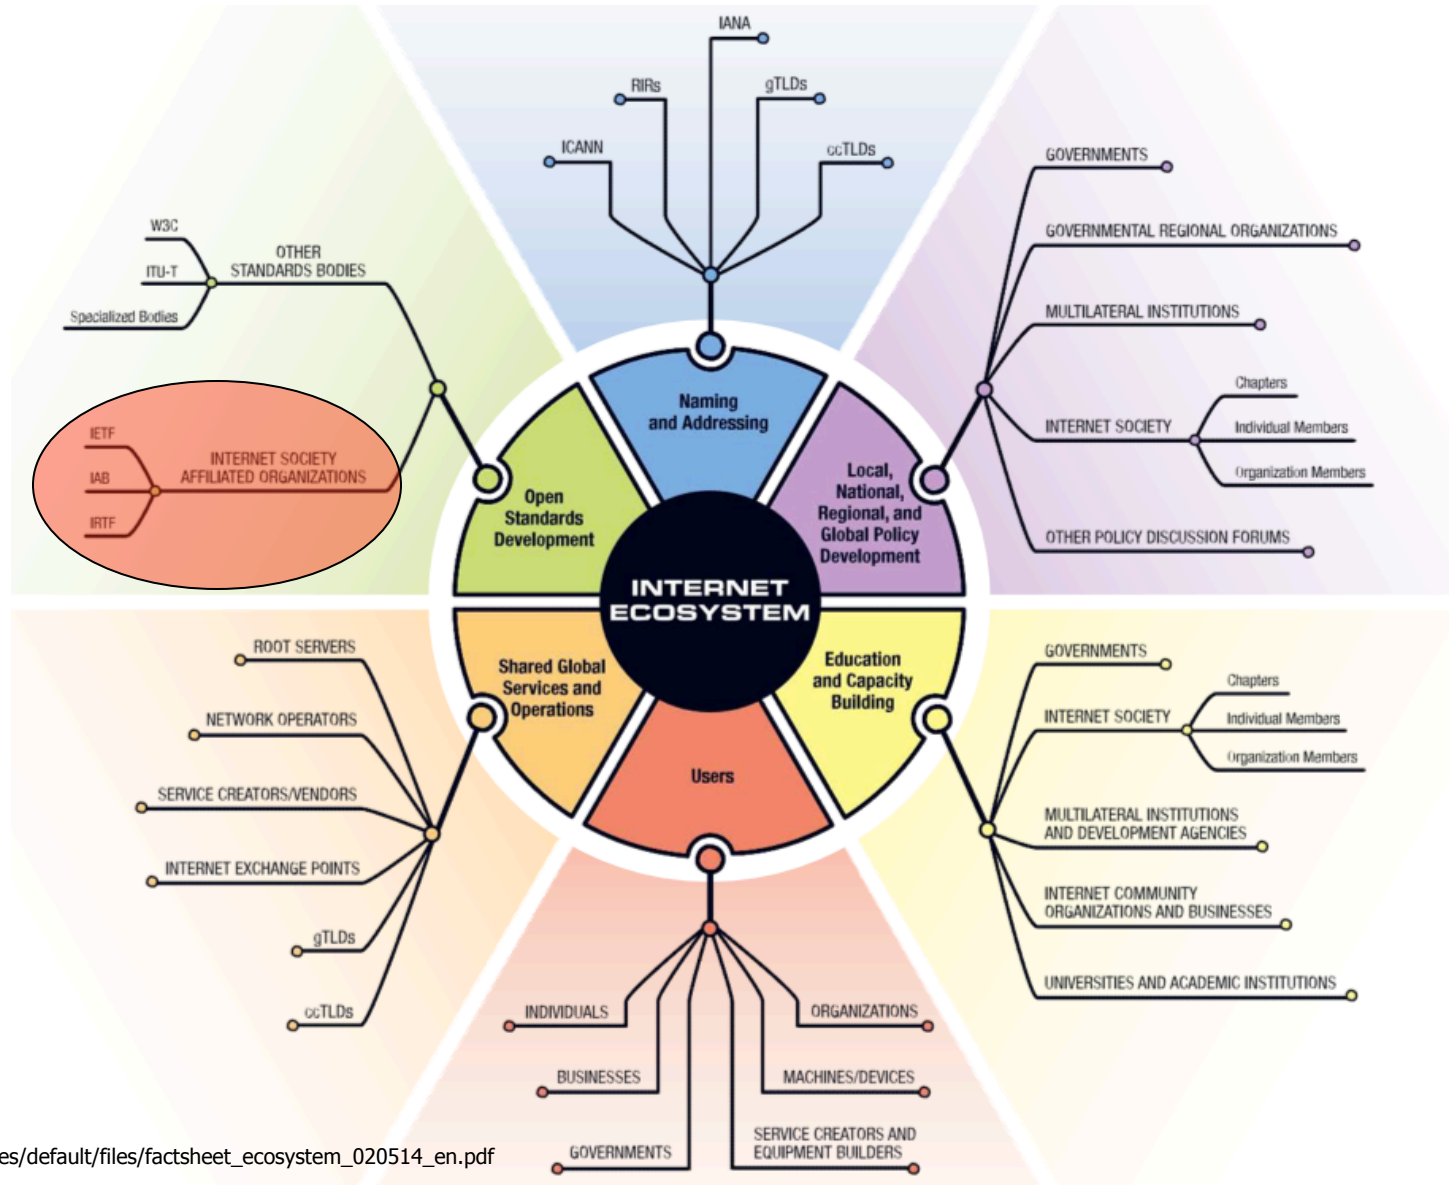 IANA
RIRs
gTLDs
ICANN
ccTLDs
W3C
ITU-T
Specialized Bodies
OTHER
STANDARDS BODIES
IETF
IAB
IRTF
INTERNET SOCIETY
AFFILIATED ORGANIZATIONS
GOVERNMENTS
GOVERNMENTAL REGIONAL ORGANIZATIONS
MULTILATERAL INSTITUTIONS
INTERNET SOCIETY
Chapters
Individual Members
Organization Members
OTHER POLICY DISCUSSION FORUMS
Naming
and Addressing
Open
Standards
Development
Local,
National,
Regional, and
Global Policy
Development
INTERNET
ECOSYSTEM
Shared Global
Services and
Operations
Users
Education
and Capacity
Building
ROOT SERVERS
NETWORK OPERATORS
SERVICE CREATORS/VENDORS
INTERNET EXCHANGE POINTS
gTLDs
ccTLDs
GOVERNMENTS
INTERNET SOCIETY
Chapters
Individual Members
Organization Members
MULTILATERAL INSTITUTIONS
AND DEVELOPMENT AGENCIES
INTERNET COMMUNITY
ORGANIZATIONS AND BUSINESSES
UNIVERSITIES AND ACADEMIC INSTITUTIONS
INDIVIDUALS
BUSINESSES
GOVERNMENTS
ORGANIZATIONS
MACHINES/DEVICES
SERVICE CREATORS AND
EQUIPMENT BUILDERS
es/default/files/factsheet_ecosystem_020514_en.pdf